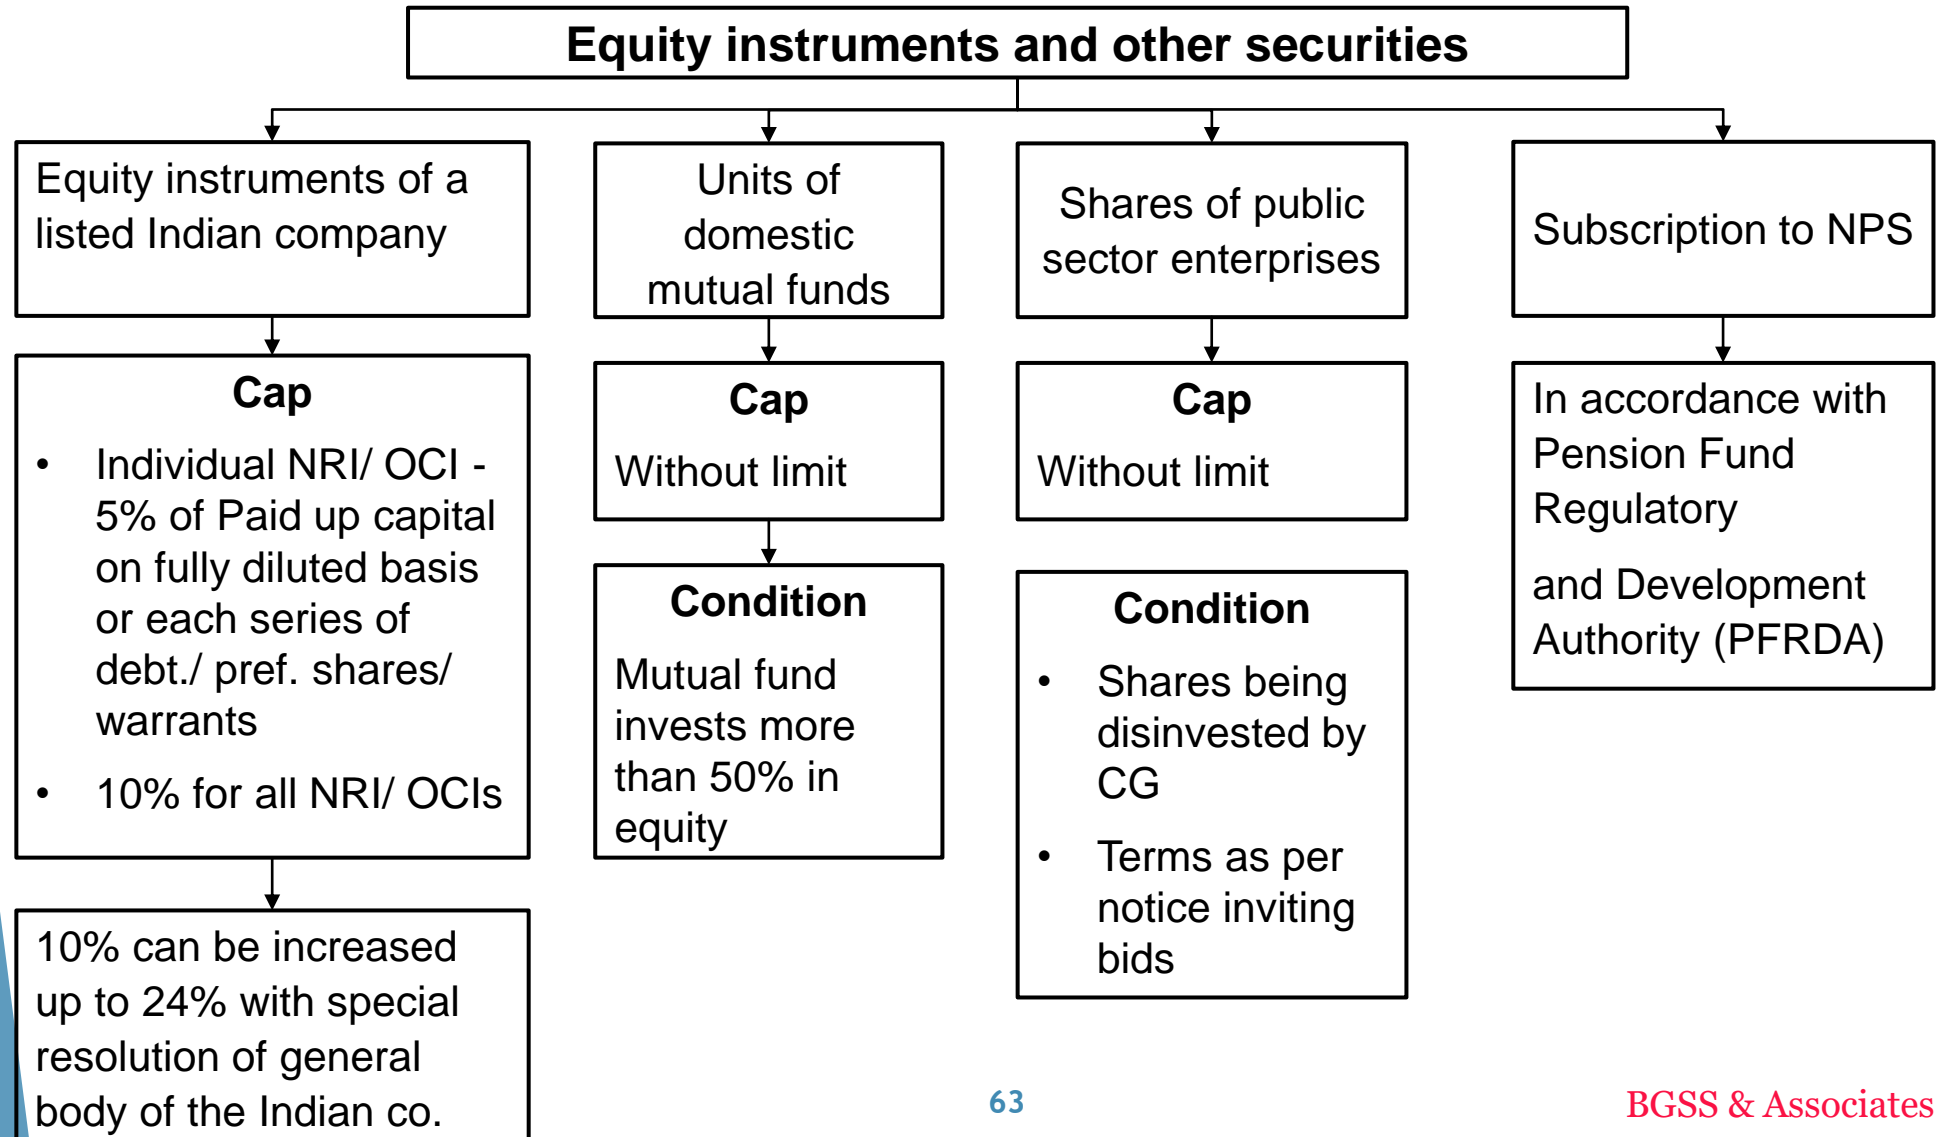 Equity instruments and other securities
Equity instruments of a
listed Indian company
Cap
• Individual NRI/ OCI -
5% of Paid up capital
on fully diluted basis
or each series of
debt./ pref. shares/
warrants
• 10% for all NRI/ OCIs
10% can be increased
up to 24% with special
resolution of general
body of the Indian co.
Units of
domestic
mutual funds
Cap
Without limit
Condition
Mutual fund
invests more
than 50% in
equity
Shares of public
sector enterprises
Cap
Without limit
Condition
• Shares being
disinvested by
CG
• Terms as per
notice inviting
bids
Subscription to NPS
In accordance with
Pension Fund
Regulatory
and Development
Authority (PFRDA)
63
BGSS & Associates